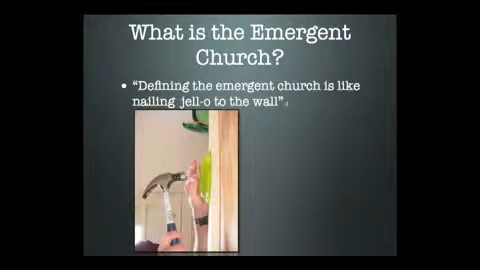 What is the Emergent
Church?
• “Defining the emergent church is like
nailing jell-o to the wall”